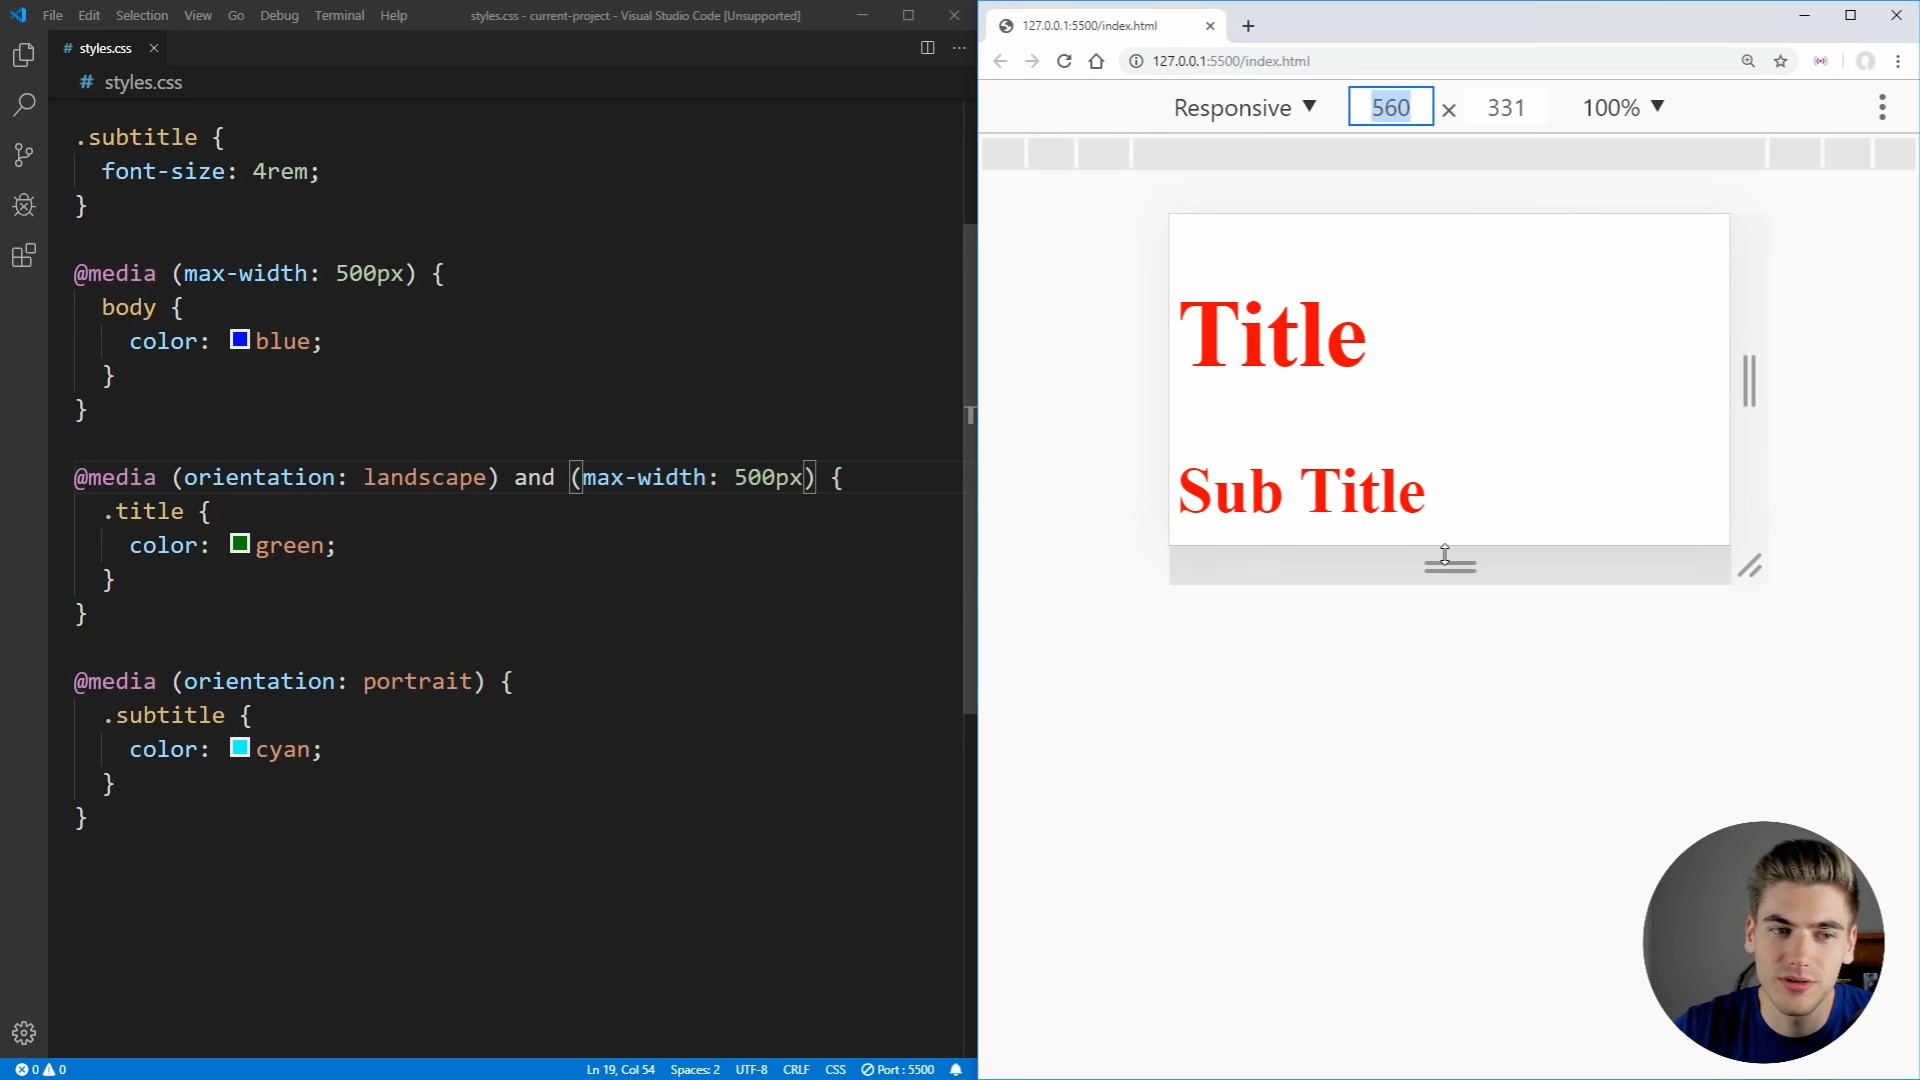 File Edit Selection View Go Debug Terminal Help styles.css - current-project - Visual Studio Code [Unsupported]
# styles.css
# styles.css
.subtitle {
font-size: 4rem;
}
@media (max-width: 500px) {
body {
color: blue;
}
}
@media (orientation: landscape) and (max-width: 500px) {
.title {
color: green;
}
}
@media (orientation: portrait) {
.subtitle {
color: cyan;
}
}
0 0 Ln 19, Col 54 Spaces: 2 UTF-8 CRLF CSS Port : 5500
127.0.0.1:5500/index.html
127.0.0.1:5500/index.html
Responsive 560 × 331 100%
Title
Sub Title